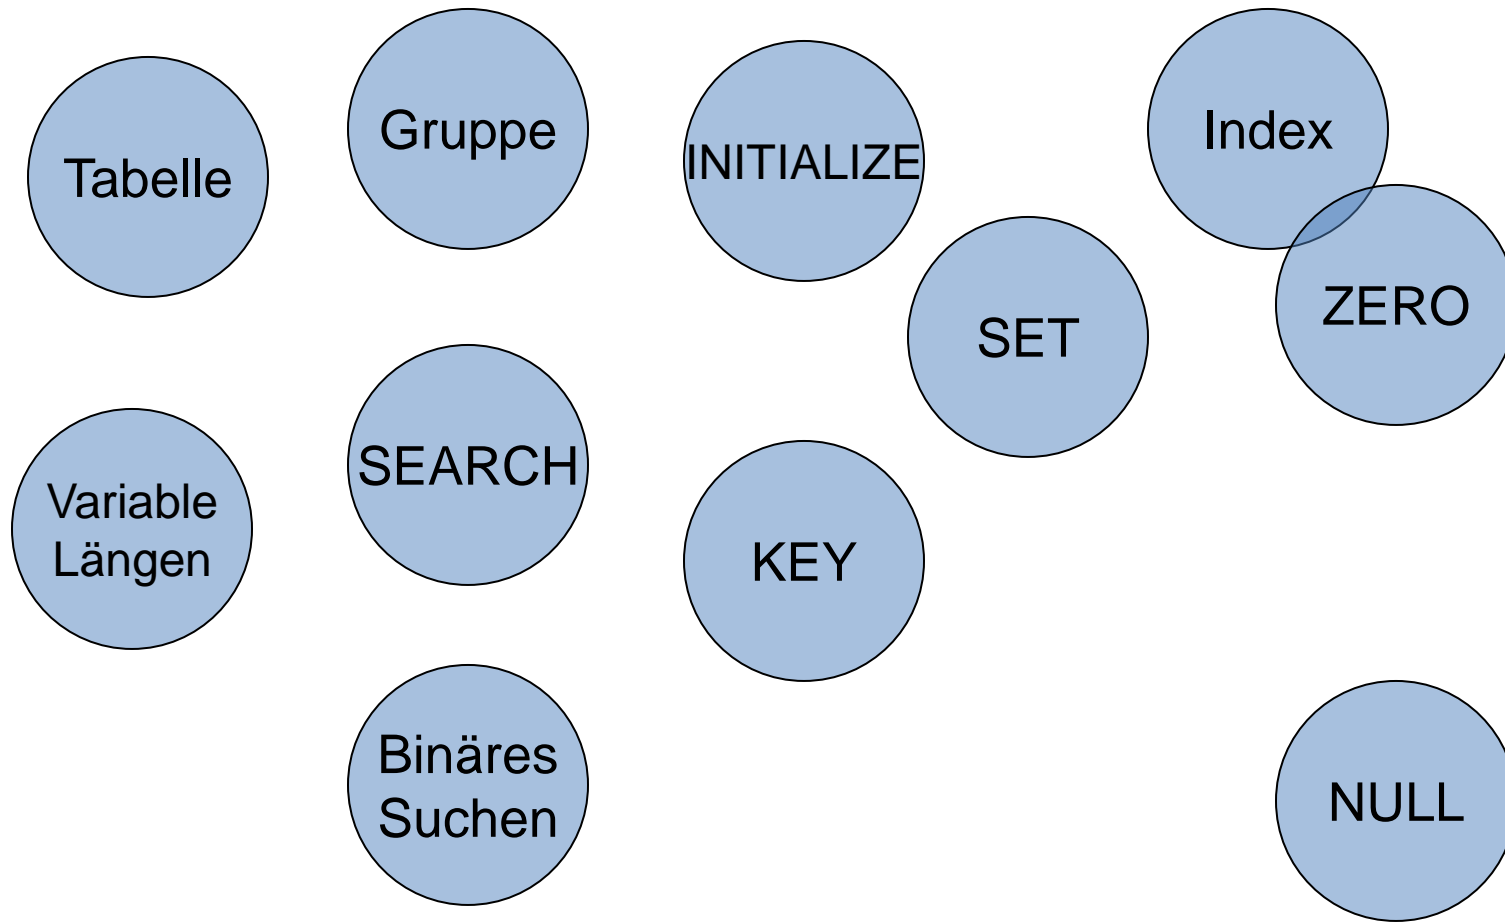 Tabelle
Gruppe
INITIALIZE
Index
SET
ZERO
SEARCH
Variable
Längen
KEY
Binäres
Suchen
NULL